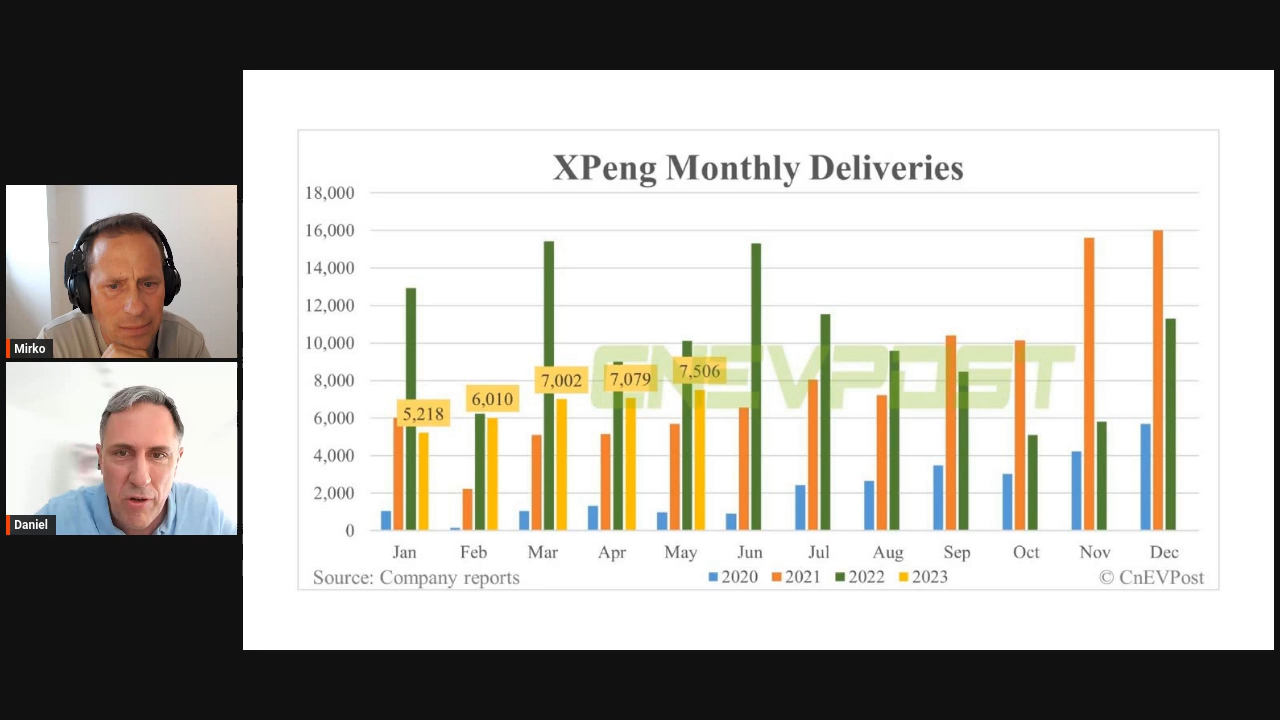 XPeng Monthly Deliveries
18,000
16,000
14,000
12,000
10,000
8,000
6,000
4,000
2,000
0
5,218
6,010
7,002
7,079
7,506
CNEVPOST
Jan Feb Mar Apr May Jun Jul Aug Sep Oct Nov Dec
Source: Company reports
2020 2021 2022 2023
© CnEVPost
Mirko
Daniel